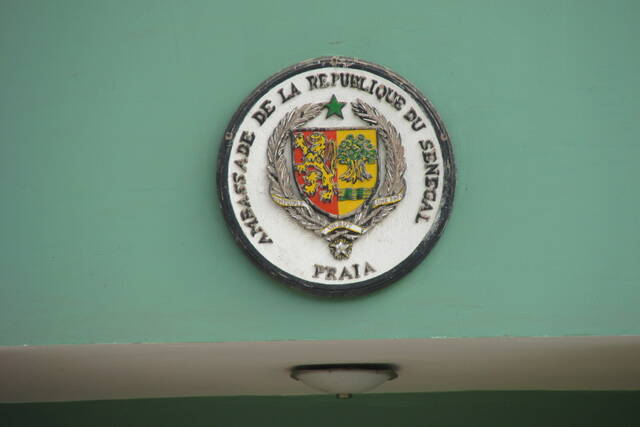 AMBASSADE DE LA REPUBLIQUE DU SENEGAL
PRAIA